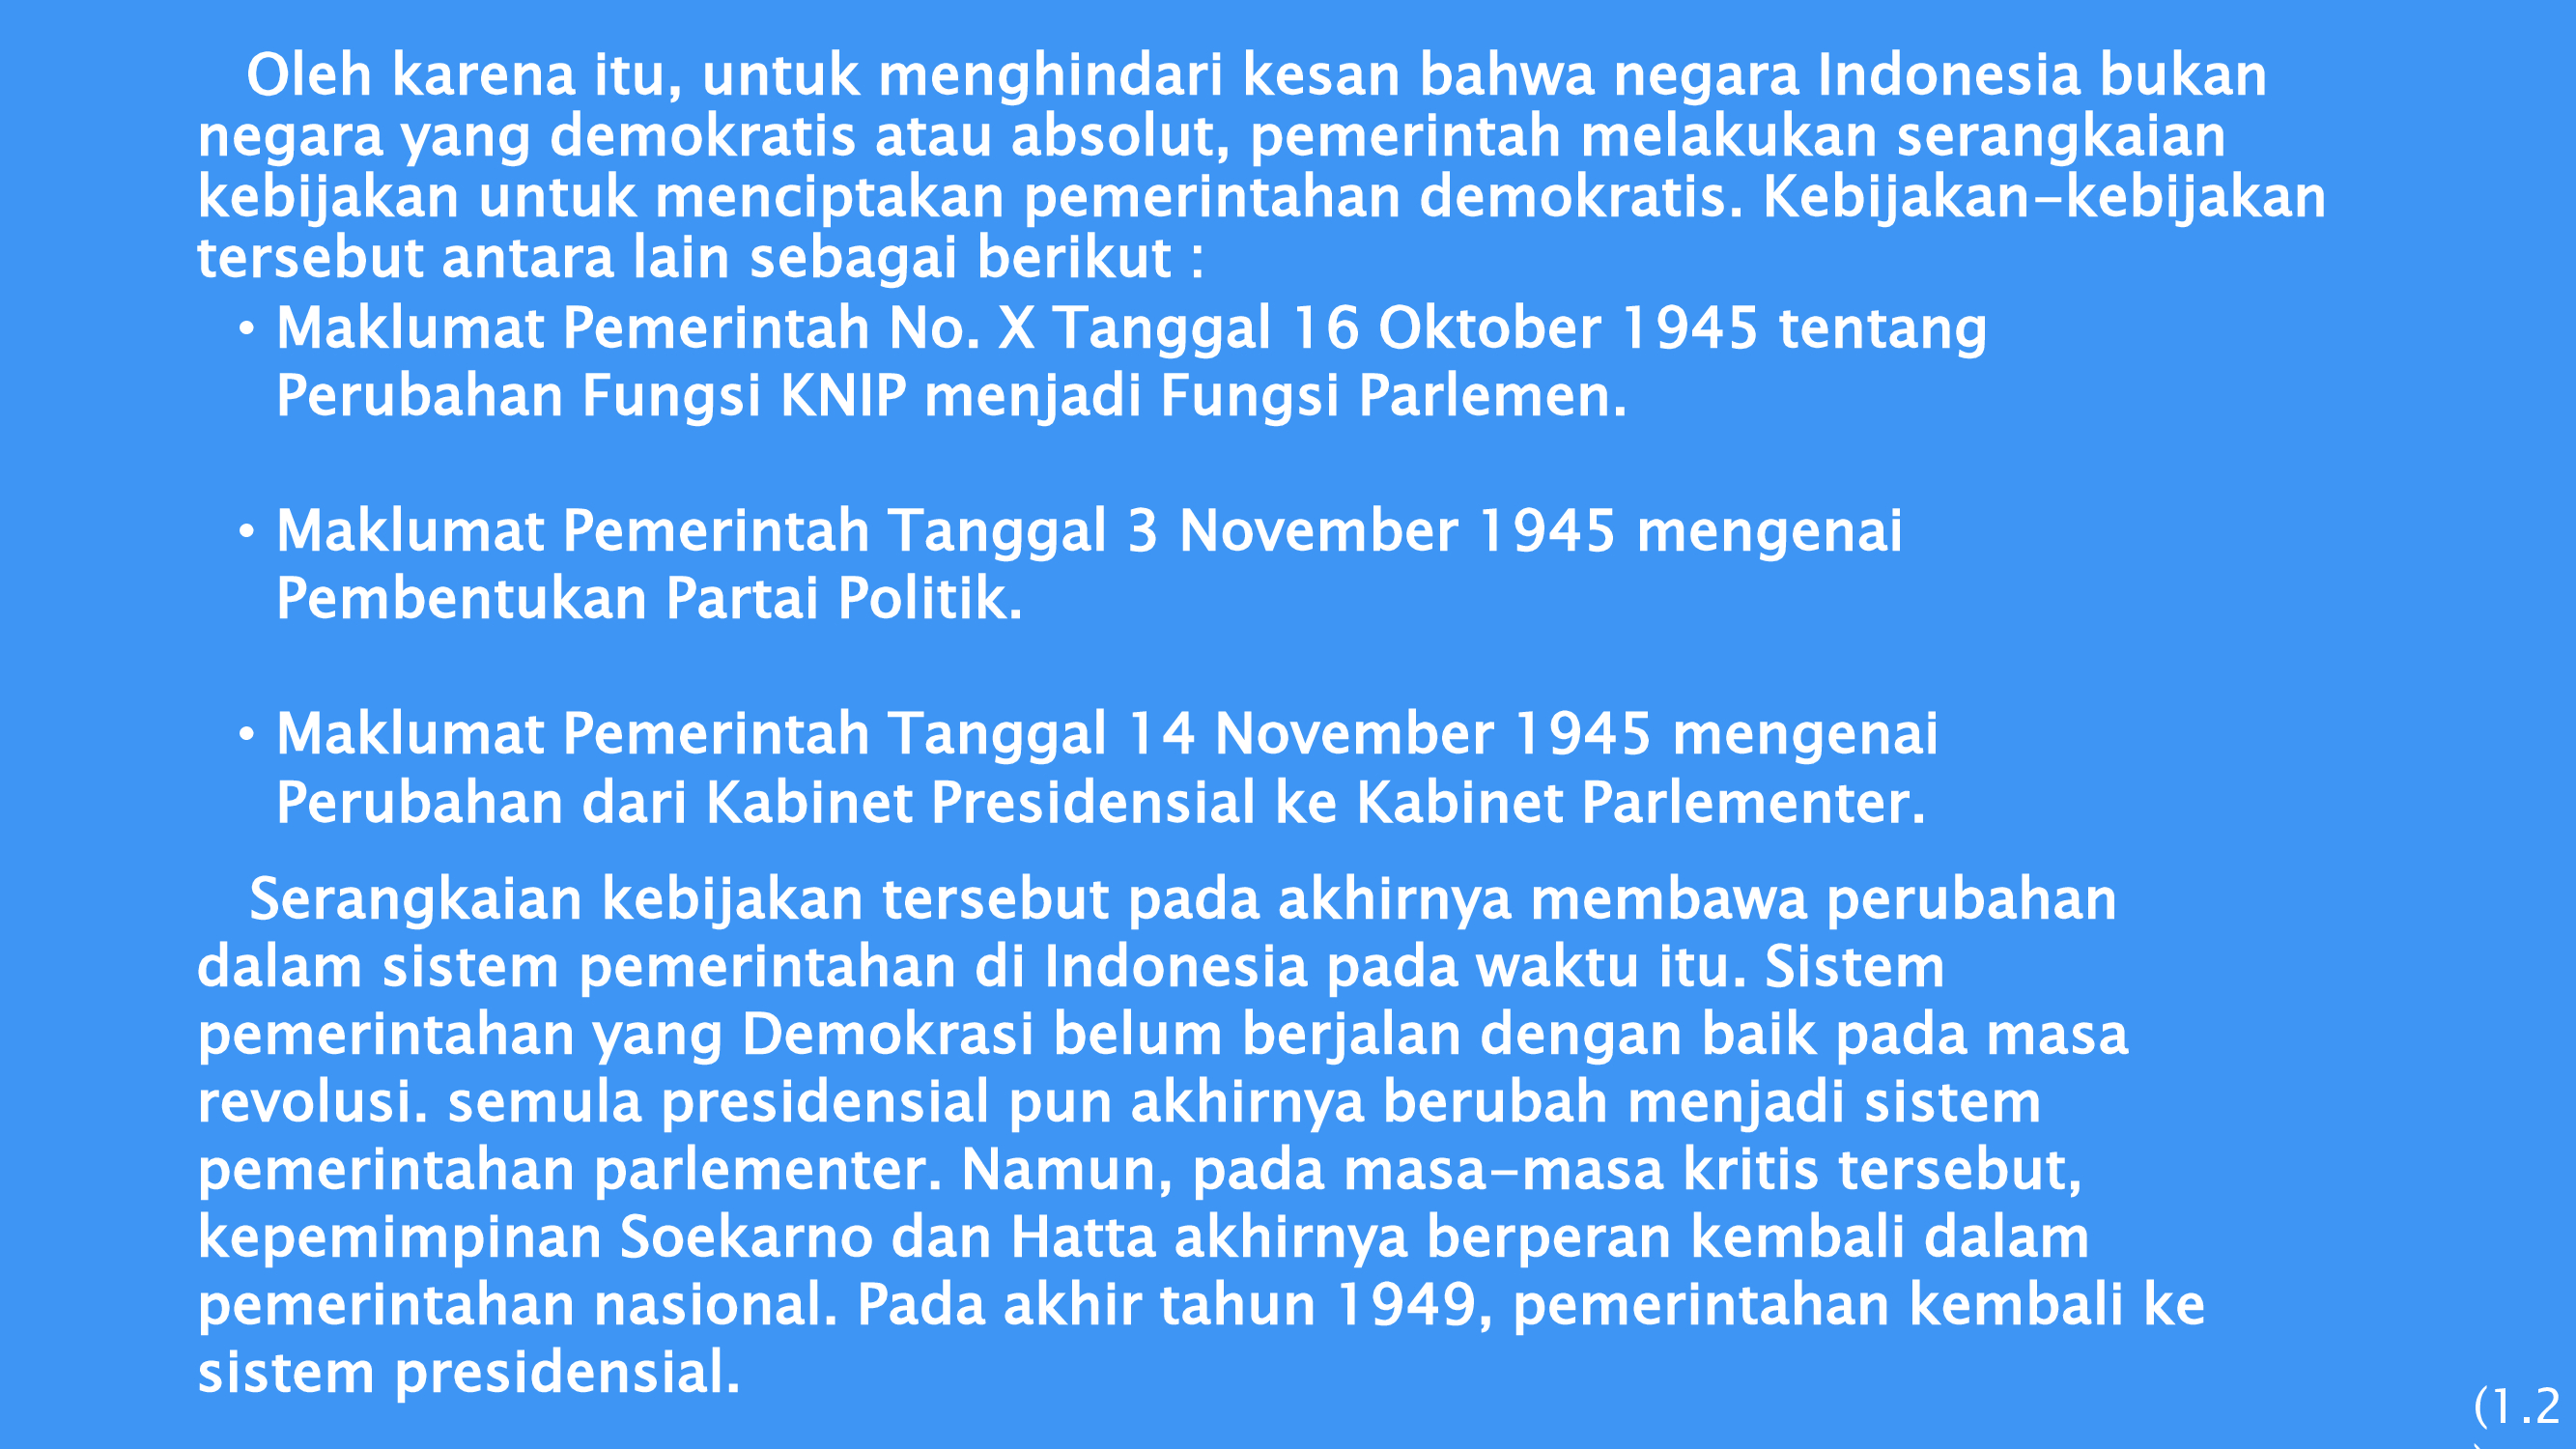 Oleh karena itu, untuk menghindari kesan bahwa negara Indonesia bukan
negara yang demokratis atau absolut, pemerintah melakukan serangkaian
kebijakan untuk menciptakan pemerintahan demokratis. Kebijakan-kebijakan
tersebut antara lain sebagai berikut :
• Maklumat Pemerintah No. X Tanggal 16 Oktober 1945 tentang
Perubahan Fungsi KNIP menjadi Fungsi Parlemen.
• Maklumat Pemerintah Tanggal 3 November 1945 mengenai
Pembentukan Partai Politik.
• Maklumat Pemerintah Tanggal 14 November 1945 mengenai
Perubahan dari Kabinet Presidensial ke Kabinet Parlementer.
Serangkaian kebijakan tersebut pada akhirnya membawa perubahan
dalam sistem pemerintahan di Indonesia pada waktu itu. Sistem
pemerintahan yang Demokrasi belum berjalan dengan baik pada masa
revolusi. semula presidensial pun akhirnya berubah menjadi sistem
pemerintahan parlementer. Namun, pada masa-masa kritis tersebut,
kepemimpinan Soekarno dan Hatta akhirnya berperan kembali dalam
pemerintahan nasional. Pada akhir tahun 1949, pemerintahan kembali ke
sistem presidensial.
(1.2